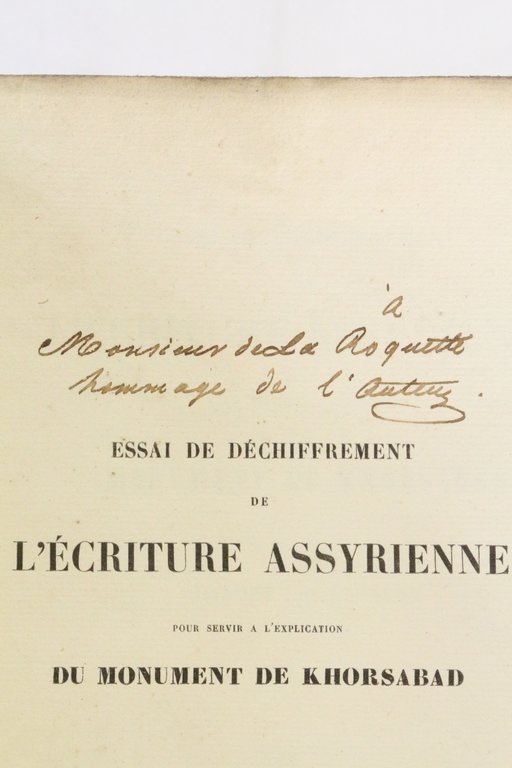 à
Monsieur de La Roquette
hommage de l'Auteur.
ESSAI DE DÉCHIFFREMENT
DE
L'ÉCRITURE ASSYRIENNE
POUR SERVIR A L'EXPLICATION
DU MONUMENT DE KHORSABAD